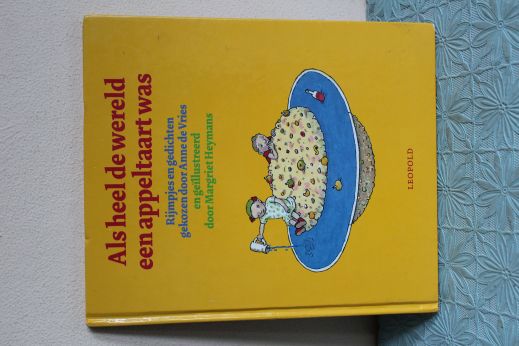 Als heel de wereld
een appeltaart was
Rijmpjes en gedichten
gekozen door Anne de Vries
en geïllustreerd
door Margriet Heymans
LEOPOLD